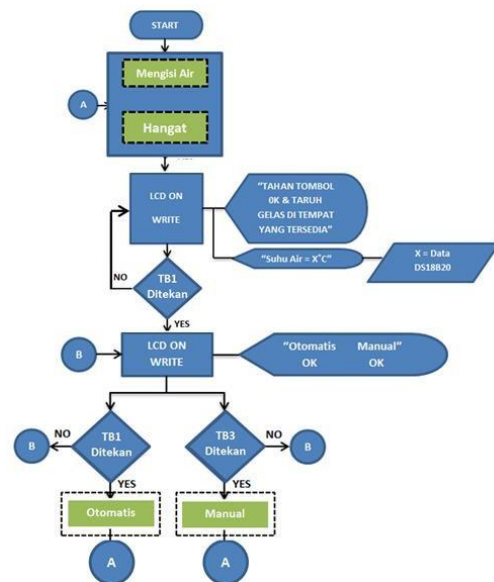 START
Mengisi Air
A
Hangat
LCD ON
WRITE
"TAHAN TOMBOL
0K & TARUH
GELAS DI TEMPAT
YANG TERSEDIA"
"Suhu Air = X°C"
X = Data
DS18B20
NO
TB1
Ditekan
YES
B
LCD ON
WRITE
"Otomatis Manual"
OK OK
B
NO
TB1
Ditekan
TB3
Ditekan
NO
B
YES
YES
Otomatis
Manual
A
A